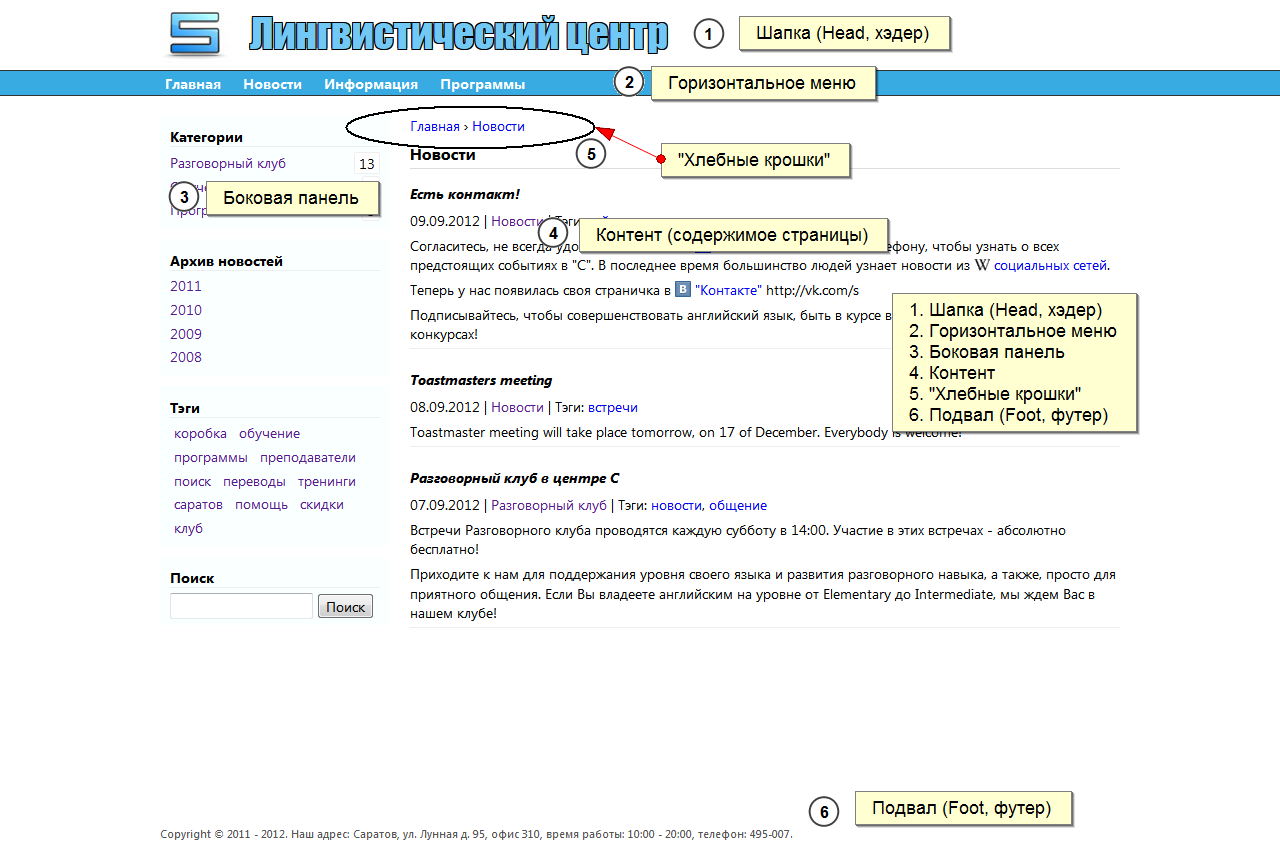 S Лингвистический центр
1 Шапка (Head, хэдер)
Главная Новости Информация Программы
2 Горизонтальное меню
Главная › Новости
5 "Хлебные крошки"
Категории
Разговорный клуб 13
3 Боковая панель
Архив новостей
2011
2010
2009
2008
Тэги
коробка обучение
программы преподаватели
поиск переводы тренинги
саратов помощь скидки
клуб
Поиск
Поиск
Новости
Есть контакт!
09.09.2012 | Новости
4 Контент (содержимое страницы)
Согласитесь, не всегда чтобы узнать о всех
предстоящих событиях в "С". В последнее время большинство людей узнает новости из W социальных сетей.
Теперь у нас появилась своя страничка в B "Контакте" http://vk.com/s
Подписывайтесь, чтобы совершенствовать английский язык, быть в курсе
конкурсах!
1. Шапка (Head, хэдер)
2. Горизонтальное меню
3. Боковая панель
4. Контент
5. "Хлебные крошки"
6. Подвал (Foot, футер)
Toastmasters meeting
08.09.2012 | Новости | Тэги: встречи
Toastmaster meeting will take place tomorrow, on 17 of December. Everybody is welcome!
Разговорный клуб в центре С
07.09.2012 | Разговорный клуб | Тэги: новости, общение
Встречи Разговорного клуба проводятся каждую субботу в 14:00. Участие в этих встречах - абсолютно
бесплатно!
Приходите к нам для поддержания уровня своего языка и развития разговорного навыка, а также, просто для
приятного общения. Если Вы владеете английским на уровне от Elementary до Intermediate, мы ждем Вас в
нашем клубе!
6 Подвал (Foot, футер)
Copyright © 2011 - 2012. Наш адрес: Саратов, ул. Лунная д. 95, офис 310, время работы: 10:00 - 20:00, телефон: 495-007.